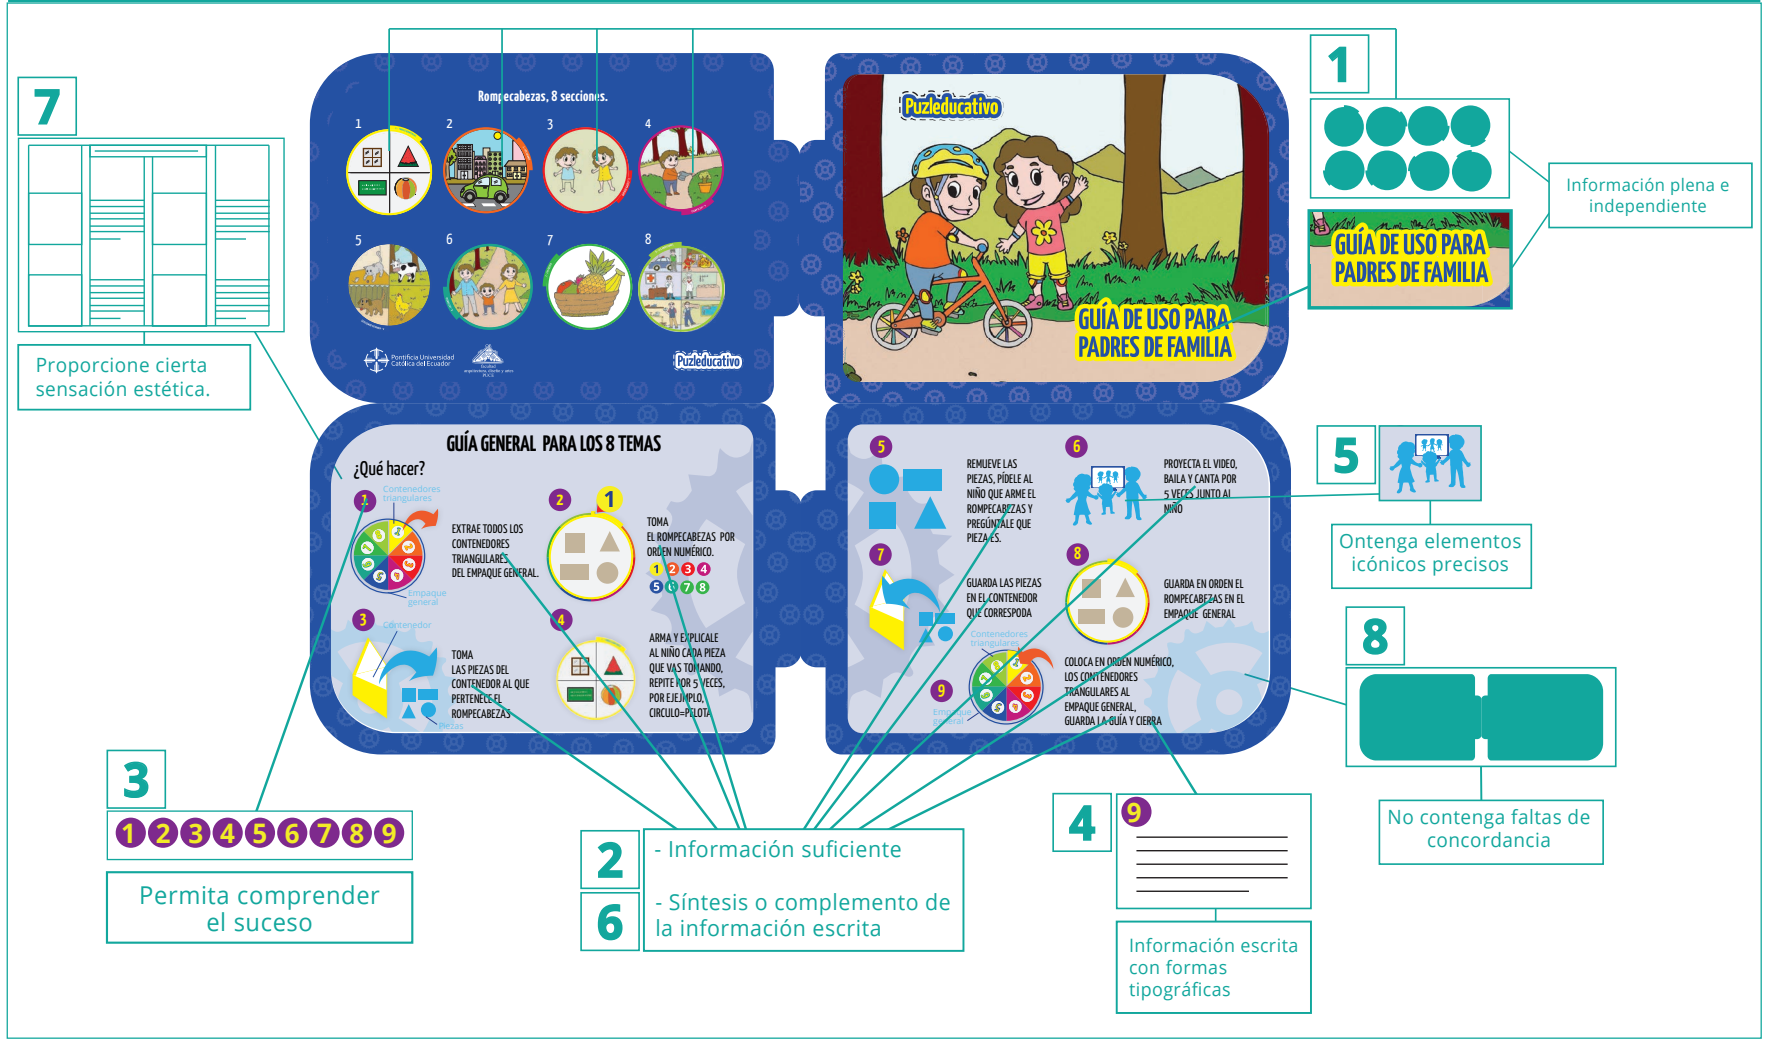 7
Proporcione cierta
sensación estética.
Rompecabezas, 8 secciones.
1
2
3
4
5
6
7
8
Pontificia Universidad
Católica del Ecuador
facultad
arquitectura, diseño y artes
PUCE
Puzleducativo
Puzleducativo
GUÍA DE USO PARA
PADRES DE FAMILIA
1
GUÍA DE USO PARA
PADRES DE FAMILIA
Información plena e
independiente
GUÍA GENERAL PARA LOS 8 TEMAS
¿Qué hacer?
1
Contenedores
triangulares
EXTRAE TODOS LOS
CONTENEDORES
TRIANGULARES
DEL EMPAQUE GENERAL.
Empaque
general
2
1
TOMA
EL ROMPECABEZAS POR
ORDEN NUMÉRICO.
1 2 3 4
5 6 7 8
3
Contenedor
TOMA
LAS PIEZAS DEL
CONTENEDOR AL QUE
PERTENECE EL
ROMPECABEZAS
Piezas
4
ARMA Y EXPLICALE
AL NIÑO CADA PIEZA
QUE VAS TOMANDO,
REPITE POR 5 VECES,
POR EJEMPLO,
CIRCULO=PELOTA
5
REMUEVE LAS
PIEZAS, PÍDELE AL
NIÑO QUE ARME EL
ROMPECABEZAS Y
PREGÚNTALE QUE
PIEZA ES.
6
PROYECTA EL VIDEO,
BAILA Y CANTA POR
5 VECES JUNTO AL
NIÑO
7
GUARDA LAS PIEZAS
EN EL CONTENEDOR
QUE CORRESPODA
8
GUARDA EN ORDEN EL
ROMPECABEZAS EN EL
EMPAQUE GENERAL
9
Contenedores
triangulares
Empaque
general
COLOCA EN ORDEN NUMÉRICO,
LOS CONTENEDORES
TRANGULARES AL
EMPAQUE GENERAL,
GUARDA LA GUÍA Y CIERRA
5
Ontenga elementos
icónicos precisos
8
No contenga faltas de
concordancia
3
1 2 3 4 5 6 7 8 9
Permita comprender
el suceso
2
- Información suficiente
6
- Síntesis o complemento de
la información escrita
4
9
Información escrita
con formas
tipográficas